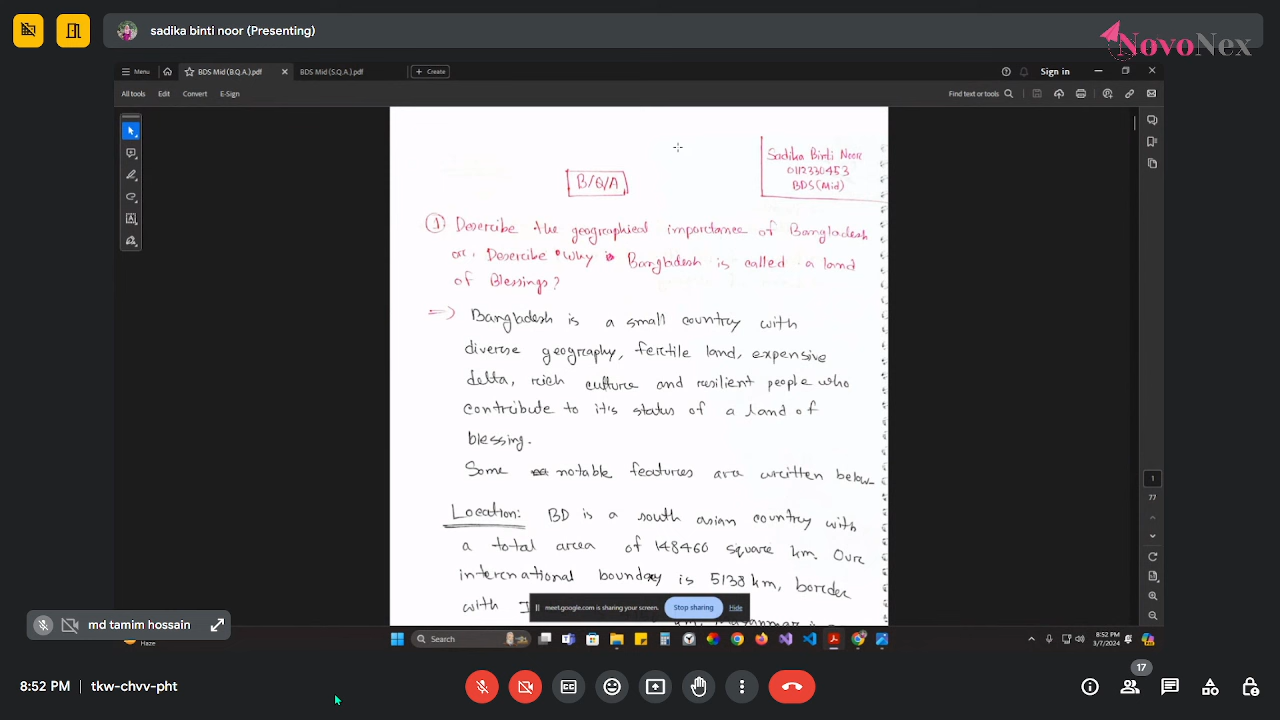 sadika binti noor (Presenting)
NovoNex
Menu
BDS Mid (B.Q.A.).pdf
BDS Mid (S.Q.A.).pdf
+ Create
Sign in
All tools Edit Convert E-Sign
Find text or tools
Sadika Binti Noor
0112330453
BDS(Mid)
B/Q/A
1 Describe the geographical importance of Bangladesh
or. Describe why Bangladesh is called a land
of Blessings?
=> Bangladesh is a small country with
diverse geography, fertile land, expensive
delta, rich culture and resilient people who
contribute to it's status of a land of
blessing.
Some notable features are written below-
Location: BD is a south asian country with
a total area of 148460 square km. Our
international boundary is 5138 km, border
with
1
77
meet.google.com is sharing your screen.
Stop sharing
Hide
md tamim hossain
Haze
Search
8:52 PM
3/7/2024
8:52 PM | tkw-chvv-pht
17